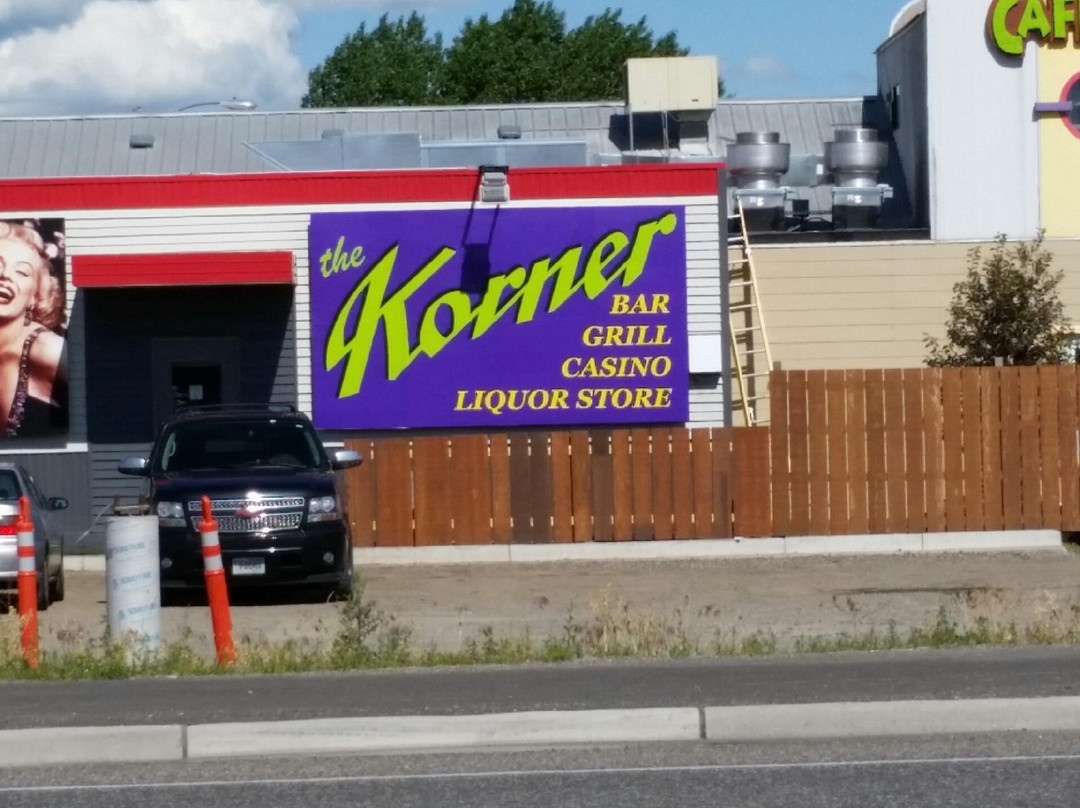 the
Korner
BAR
GRILL
CASINO
LIQUOR STORE
CAF